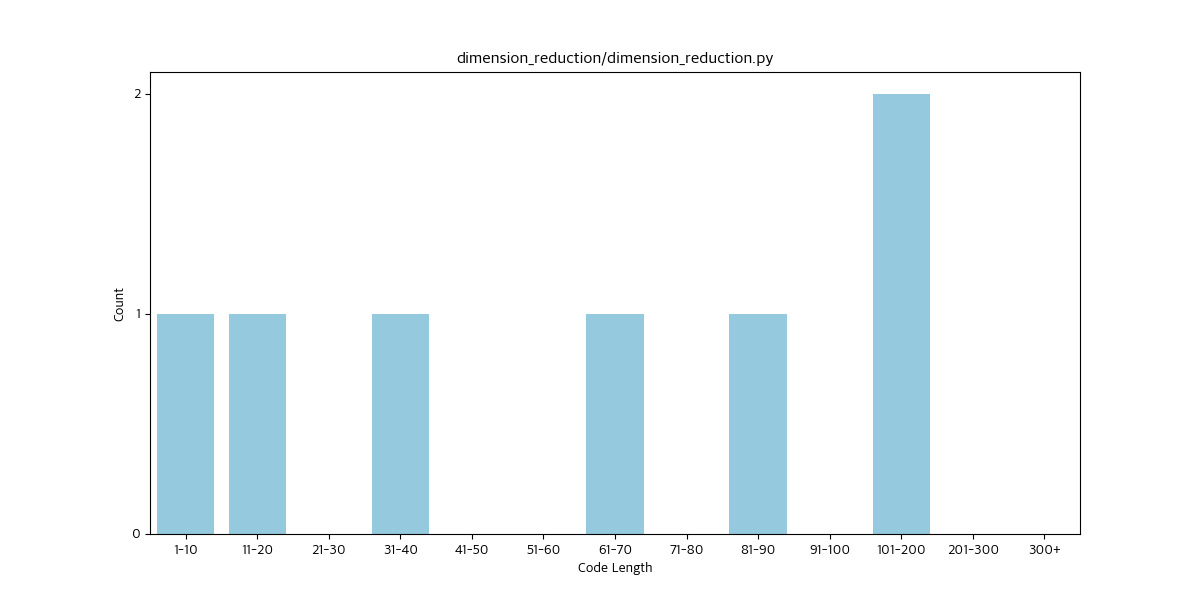 dimension_reduction/dimension_reduction.py
2
1
0
Count
1-10 11-20 21-30 31-40 41-50 51-60 61-70 71-80 81-90 91-100 101-200 201-300 300+
Code Length